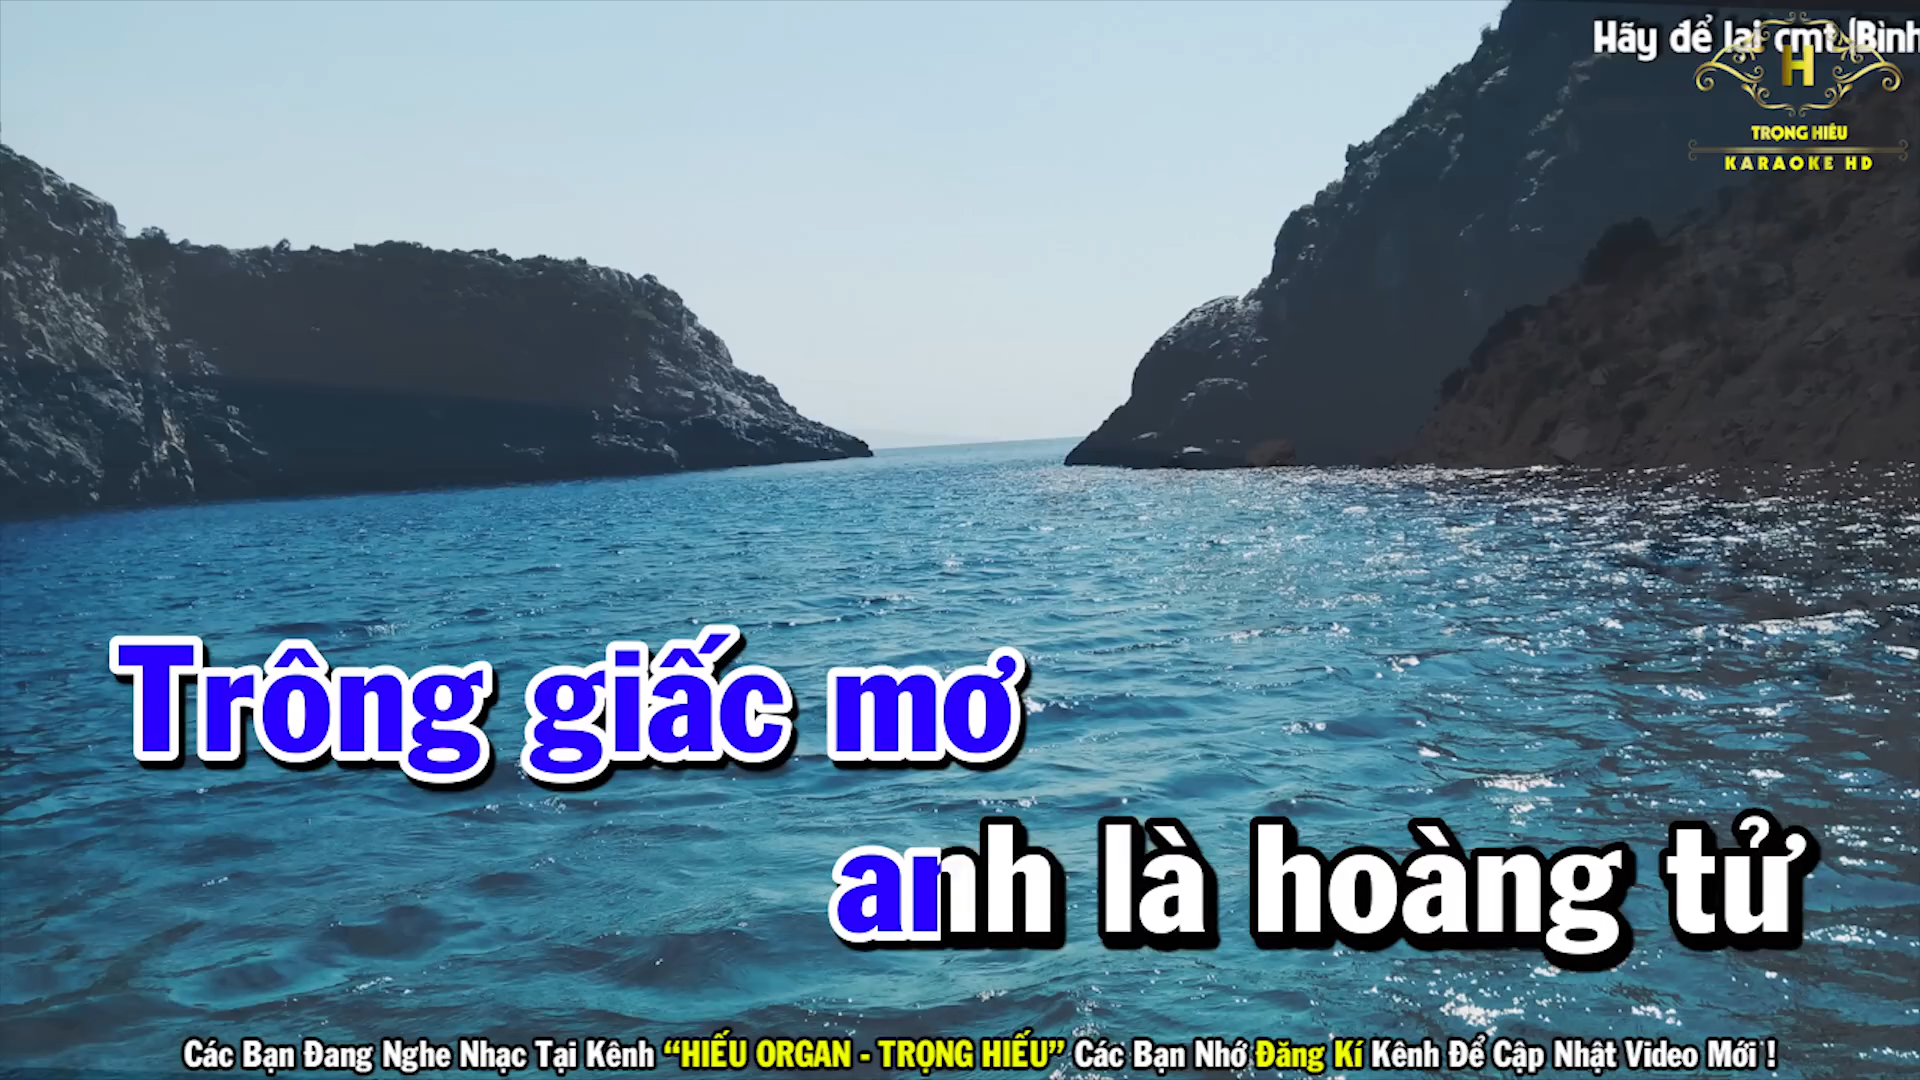 Hãy để lại cmt (Bình
H
TRỌNG HIẾU
KARAOKE HD
Trông giấc mơ
anh là hoàng tử
Các Bạn Đang Nghe Nhạc Tại Kênh “HIẾU ORGAN - TRỌNG HIẾU” Các Bạn Nhớ Đăng Kí Kênh Để Cập Nhật Video Mới !